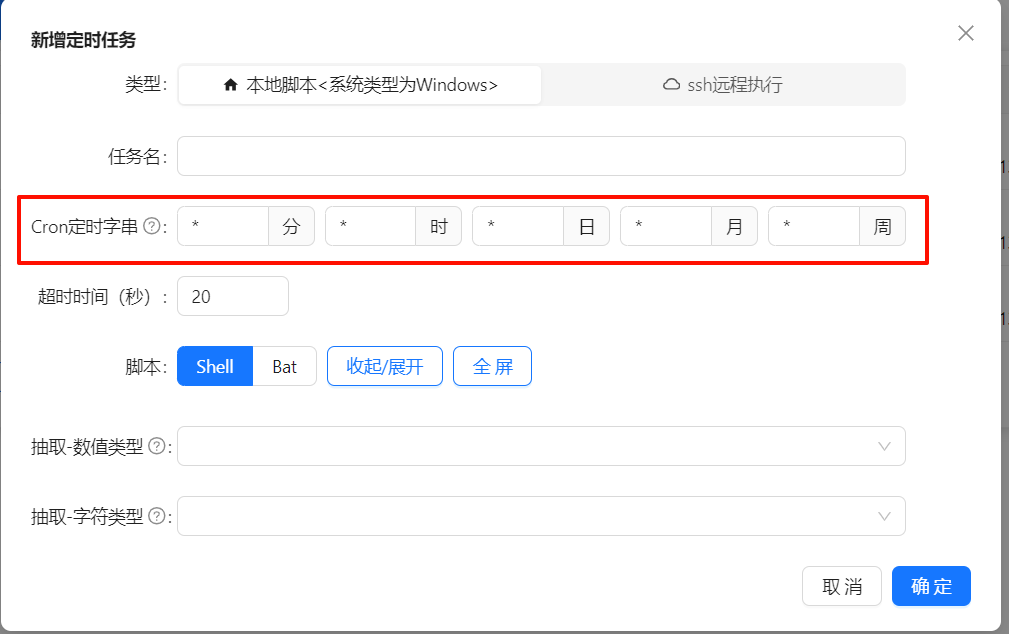 新增定时任务
类型: 本地脚本<系统类型为Windows> ssh远程执行
任务名:
Cron定时字串 ? : * 分 * 时 * 日 * 月 * 周
超时时间（秒）: 20
脚本: Shell Bat 收起/展开 全屏
抽取-数值类型 ? :
抽取-字符类型 ? :
取消 确定